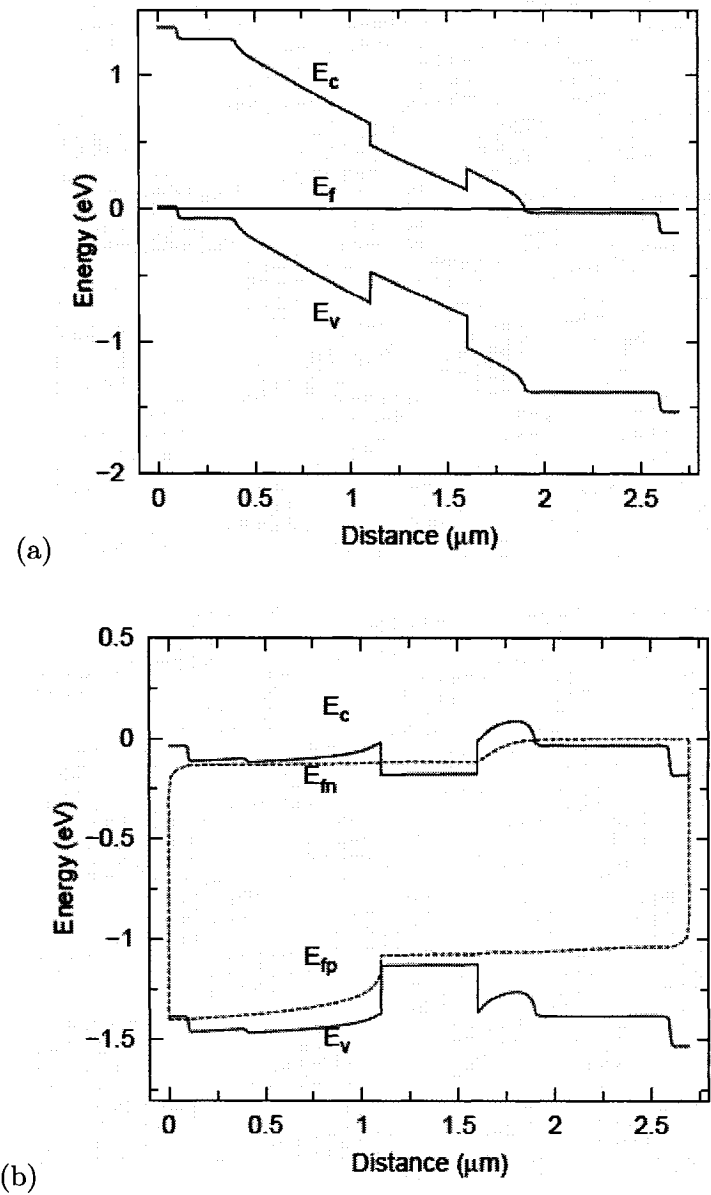 1
0
−1
−2
Energy (eV)
E_c
E_f
E_v
0
0.5
1
1.5
2
2.5
Distance (μm)
(a)
0.5
0
−0.5
−1
−1.5
Energy (eV)
E_c
E_fn
E_fp
E_v
0
0.5
1
1.5
2
2.5
Distance (μm)
(b)